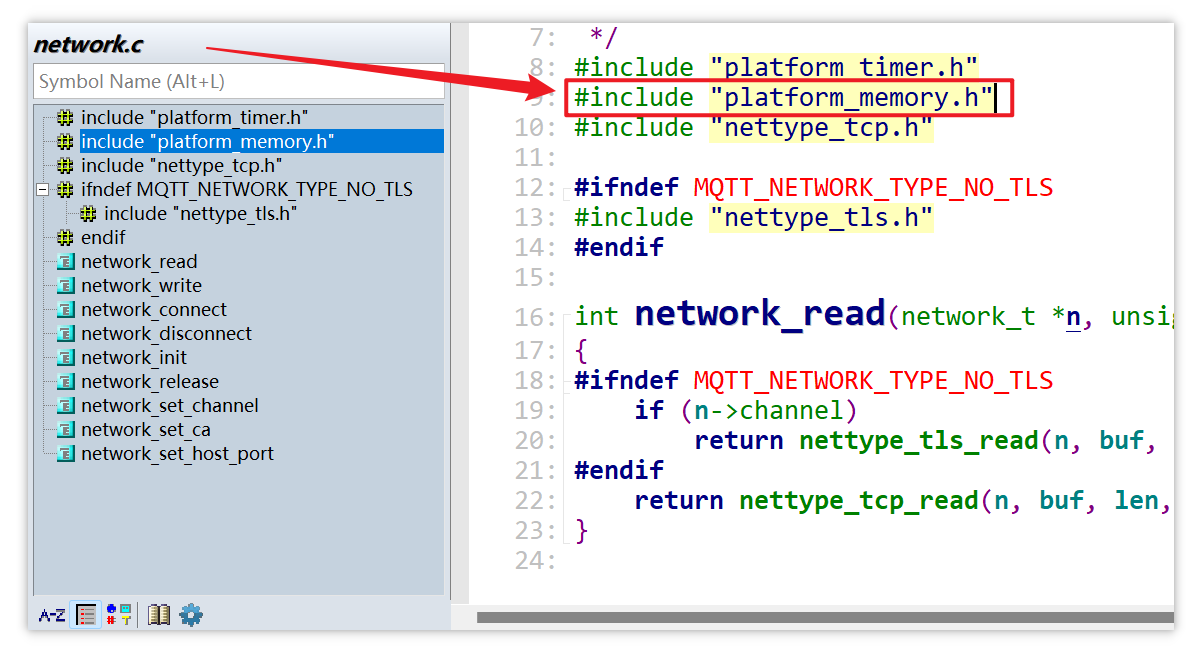 network.c
Symbol Name (Alt+L)
include "platform_timer.h"
include "platform_memory.h"
include "nettype_tcp.h"
ifndef MQTT_NETWORK_TYPE_NO_TLS
include "nettype_tls.h"
endif
network_read
network_write
network_connect
network_disconnect
network_init
network_release
network_set_channel
network_set_ca
network_set_host_port
A-Z
7: */
8: #include "platform_timer.h"
9: #include "platform_memory.h"
10: #include "nettype_tcp.h"
11:
12: #ifndef MQTT_NETWORK_TYPE_NO_TLS
13: #include "nettype_tls.h"
14: #endif
15:
16: int network_read(network_t *n, unsig
17: {
18: #ifndef MQTT_NETWORK_TYPE_NO_TLS
19: if (n->channel)
20: return nettype_tls_read(n, buf,
21: #endif
22: return nettype_tcp_read(n, buf, len,
23: }
24: